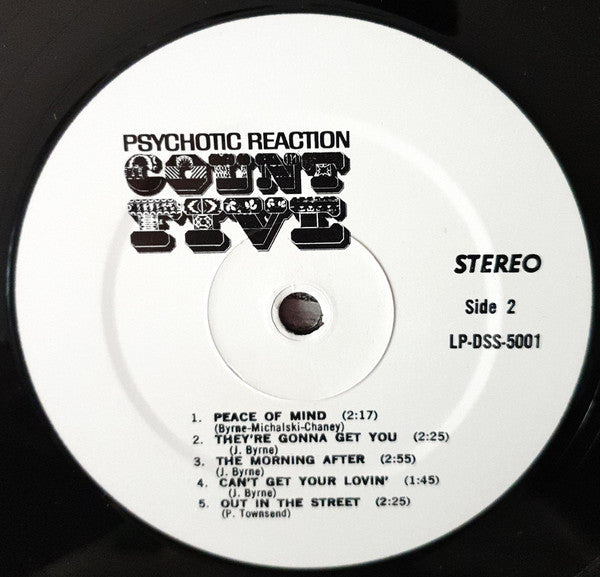 PSYCHOTIC REACTION
COUNT
FIVE
STEREO
Side 2
LP-DSS-5001
1. PEACE OF MIND (2:17)
(Byrne-Michalski-Chaney)
2. THEY'RE GONNA GET YOU (2:25)
(J. Byrne)
3. THE MORNING AFTER (2:55)
(J. Byrne)
4. CAN'T GET YOUR LOVIN' (1:45)
(J. Byrne)
5. OUT IN THE STREET (2:25)
(P. Townsend)